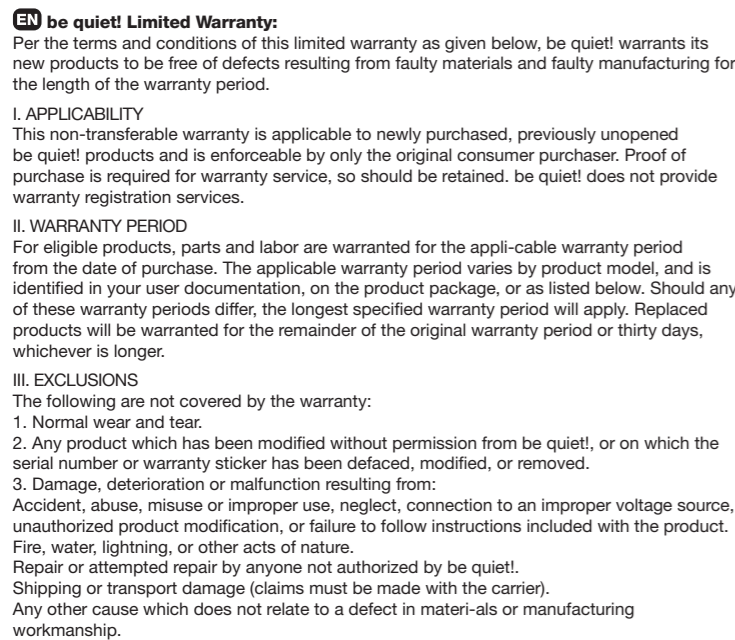 EN be quiet! Limited Warranty:
Per the terms and conditions of this limited warranty as given below, be quiet! warrants its
new products to be free of defects resulting from faulty materials and faulty manufacturing for
the length of the warranty period.
I. APPLICABILITY
This non-transferable warranty is applicable to newly purchased, previously unopened
be quiet! products and is enforceable by only the original consumer purchaser. Proof of
purchase is required for warranty service, so should be retained. be quiet! does not provide
warranty registration services.
II. WARRANTY PERIOD
For eligible products, parts and labor are warranted for the appli-cable warranty period
from the date of purchase. The applicable warranty period varies by product model, and is
identified in your user documentation, on the product package, or as listed below. Should any
of these warranty periods differ, the longest specified warranty period will apply. Replaced
products will be warranted for the remainder of the original warranty period or thirty days,
whichever is longer.
III. EXCLUSIONS
The following are not covered by the warranty:
1. Normal wear and tear.
2. Any product which has been modified without permission from be quiet!, or on which the
serial number or warranty sticker has been defaced, modified, or removed.
3. Damage, deterioration or malfunction resulting from:
Accident, abuse, misuse or improper use, neglect, connection to an improper voltage source,
unauthorized product modification, or failure to follow instructions included with the product.
Fire, water, lightning, or other acts of nature.
Repair or attempted repair by anyone not authorized by be quiet!.
Shipping or transport damage (claims must be made with the carrier).
Any other cause which does not relate to a defect in materi-als or manufacturing
workmanship.